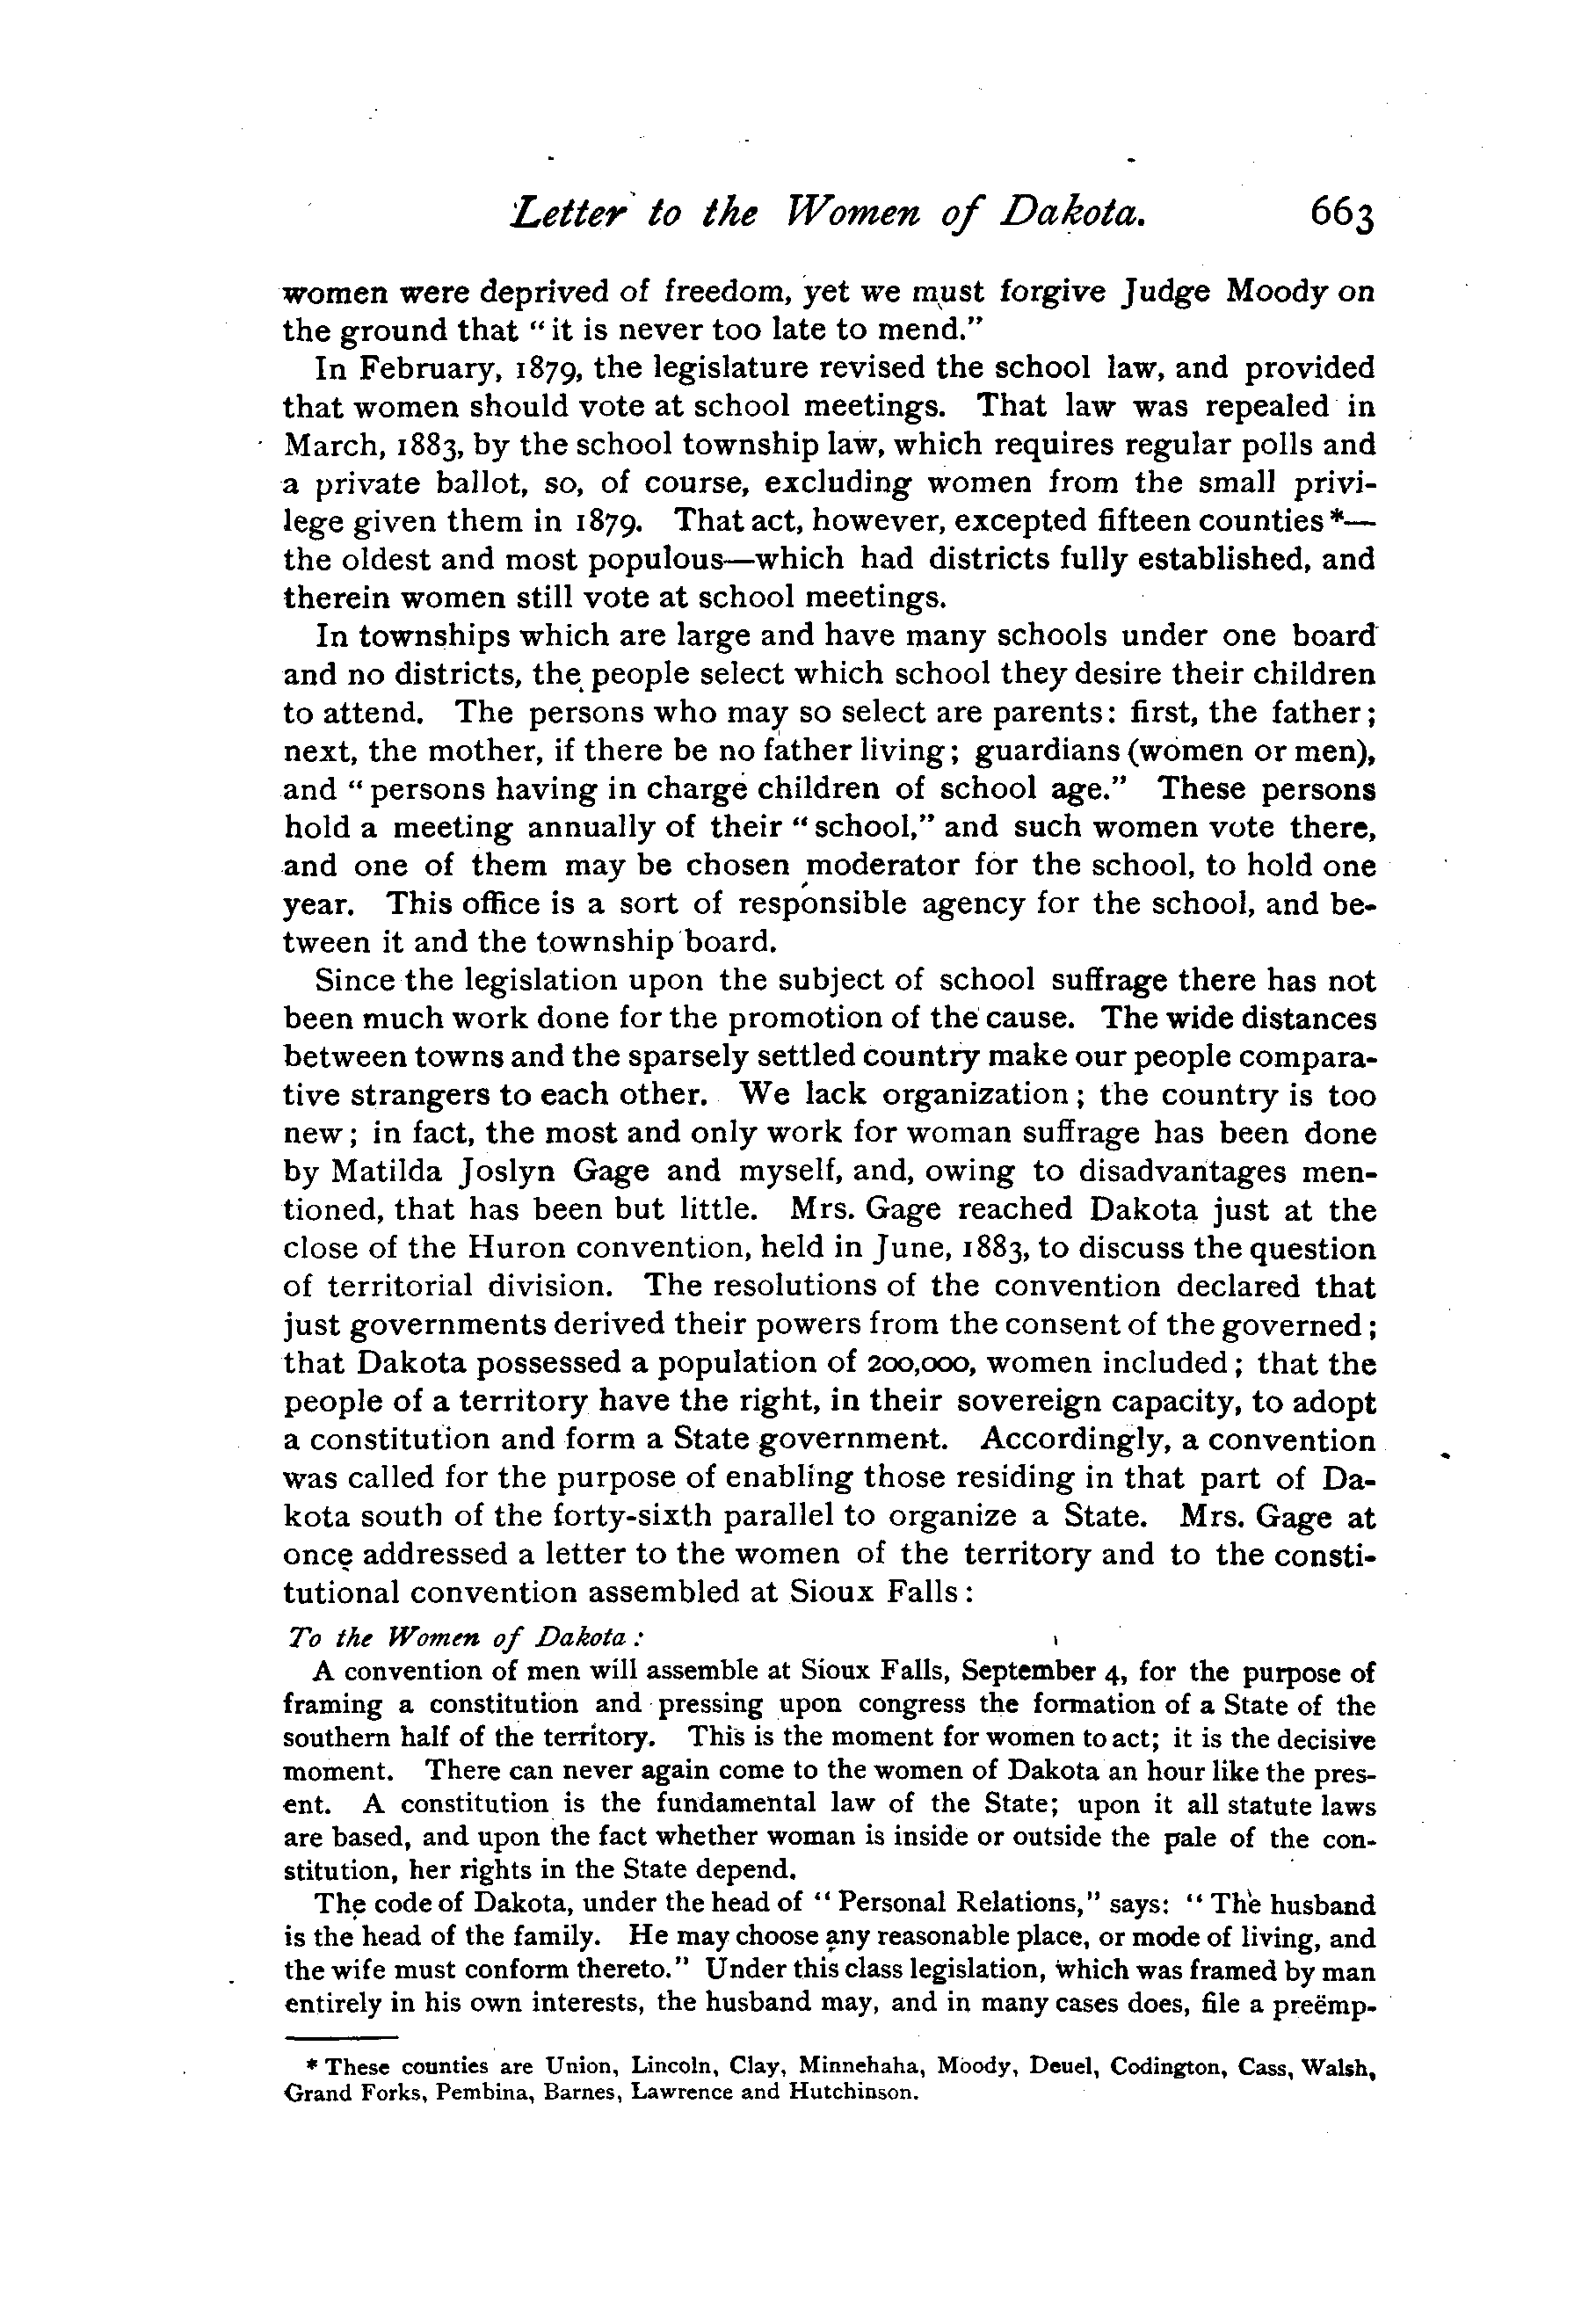 Letter to the Women of Dakota. 663
women were deprived of freedom, yet we must forgive Judge Moody on
the ground that “it is never too late to mend.”
In February, 1879, the legislature revised the school law, and provided
that women should vote at school meetings. That law was repealed in
March, 1883, by the school township law, which requires regular polls and
a private ballot, so, of course, excluding women from the small privi-
lege given them in 1879. That act, however, excepted fifteen counties*—
the oldest and most populous—which had districts fully established, and
therein women still vote at school meetings.
In townships which are large and have many schools under one board
and no districts, the people select which school they desire their children
to attend. The persons who may so select are parents: first, the father;
next, the mother, if there be no father living; guardians (women or men),
and “persons having in charge children of school age.” These persons
hold a meeting annually of their “school,” and such women vote there,
and one of them may be chosen moderator for the school, to hold one
year. This office is a sort of responsible agency for the school, and be-
tween it and the township board.
Since the legislation upon the subject of school suffrage there has not
been much work done for the promotion of the cause. The wide distances
between towns and the sparsely settled country make our people compara-
tive strangers to each other. We lack organization; the country is too
new; in fact, the most and only work for woman suffrage has been done
by Matilda Joslyn Gage and myself, and, owing to disadvantages men-
tioned, that has been but little. Mrs. Gage reached Dakota just at the
close of the Huron convention, held in June, 1883, to discuss the question
of territorial division. The resolutions of the convention declared that
just governments derived their powers from the consent of the governed;
that Dakota possessed a population of 200,000, women included; that the
people of a territory have the right, in their sovereign capacity, to adopt
a constitution and form a State government. Accordingly, a convention
was called for the purpose of enabling those residing in that part of Da-
kota south of the forty-sixth parallel to organize a State. Mrs. Gage at
once addressed a letter to the women of the territory and to the consti-
tutional convention assembled at Sioux Falls:
To the Women of Dakota:
A convention of men will assemble at Sioux Falls, September 4, for the purpose of
framing a constitution and pressing upon congress the formation of a State of the
southern half of the territory. This is the moment for women to act; it is the decisive
moment. There can never again come to the women of Dakota an hour like the pres-
ent. A constitution is the fundamental law of the State; upon it all statute laws
are based, and upon the fact whether woman is inside or outside the pale of the con-
stitution, her rights in the State depend.
The code of Dakota, under the head of “Personal Relations,” says: “The husband
is the head of the family. He may choose any reasonable place, or mode of living, and
the wife must conform thereto.” Under this class legislation, which was framed by man
entirely in his own interests, the husband may, and in many cases does, file a preëmp-
* These counties are Union, Lincoln, Clay, Minnehaha, Moody, Deuel, Codington, Cass, Walsh,
Grand Forks, Pembina, Barnes, Lawrence and Hutchinson.